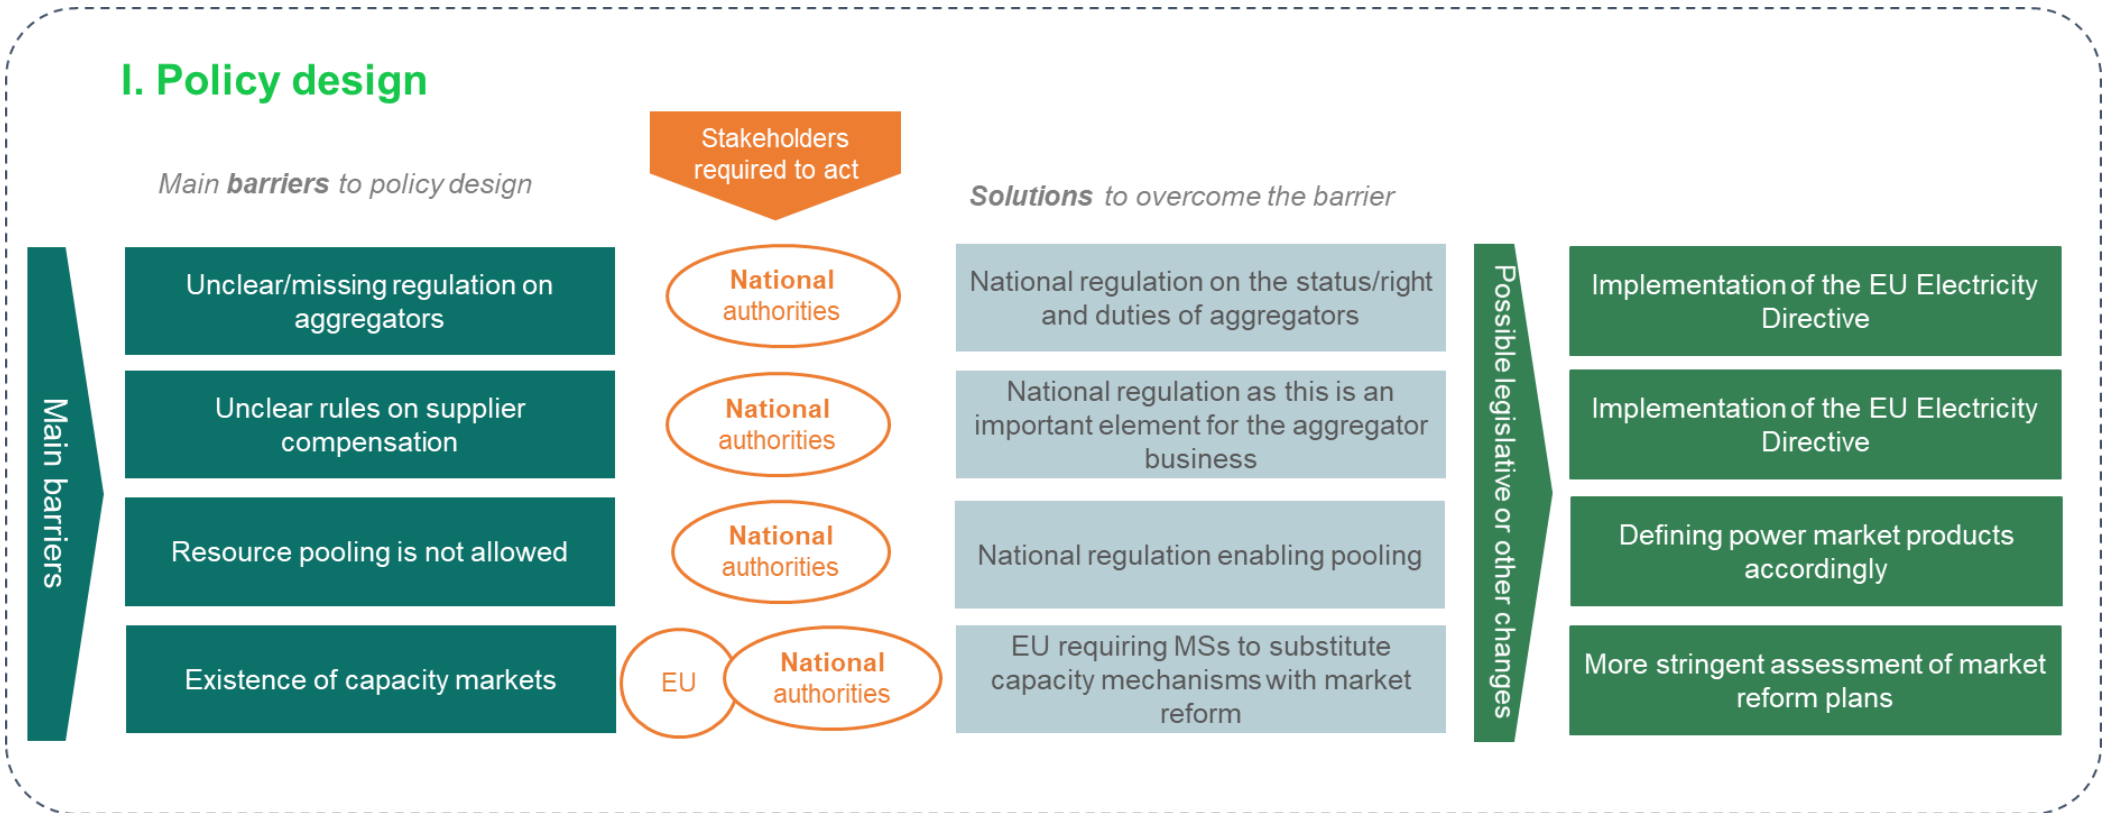 I. Policy design
Stakeholders
required to act
Main barriers to policy design
Solutions to overcome the barrier
Main barriers
Unclear/missing regulation on
aggregators
National
authorities
National regulation on the status/right
and duties of aggregators
Possible legislative or other changes
Implementation of the EU Electricity
Directive
Unclear rules on supplier
compensation
National
authorities
National regulation as this is an
important element for the aggregator
business
Implementation of the EU Electricity
Directive
Resource pooling is not allowed
National
authorities
National regulation enabling pooling
Defining power market products
accordingly
Existence of capacity markets
EU
National
authorities
EU requiring MSs to substitute
capacity mechanisms with market
reform
More stringent assessment of market
reform plans